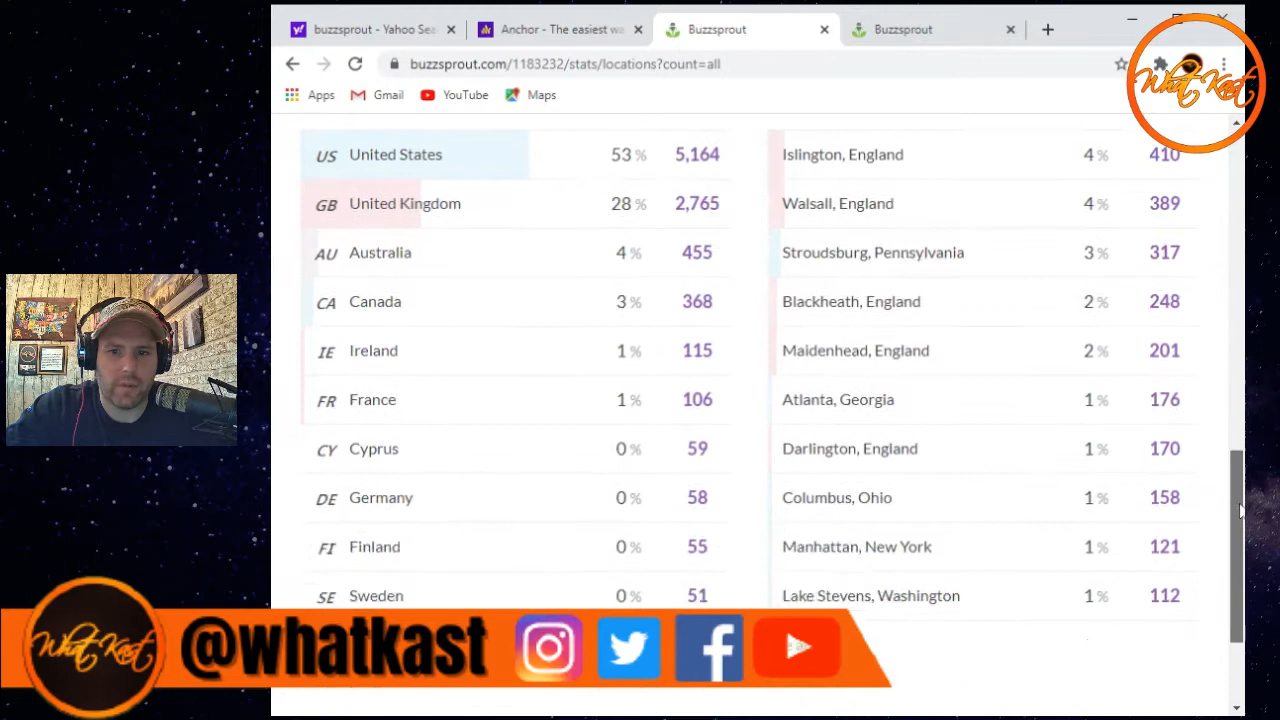 buzzsprout - Yahoo Sea
Anchor - The easiest wa
Buzzsprout
Buzzsprout
buzzsprout.com/1183232/stats/locations?count=all
Apps
Gmail
YouTube
Maps
What Kast
US United States 53 % 5,164
Islington, England 4 % 410
GB United Kingdom 28 % 2,765
Walsall, England 4 % 389
AU Australia 4 % 455
Stroudsburg, Pennsylvania 3 % 317
CA Canada 3 % 368
Blackheath, England 2 % 248
IE Ireland 1 % 115
Maidenhead, England 2 % 201
FR France 1 % 106
Atlanta, Georgia 1 % 176
CY Cyprus 0 % 59
Darlington, England 1 % 170
DE Germany 0 % 58
Columbus, Ohio 1 % 158
FI Finland 0 % 55
Manhattan, New York 1 % 121
SE Sweden 0 % 51
Lake Stevens, Washington 1 % 112
What Kast
@whatkast